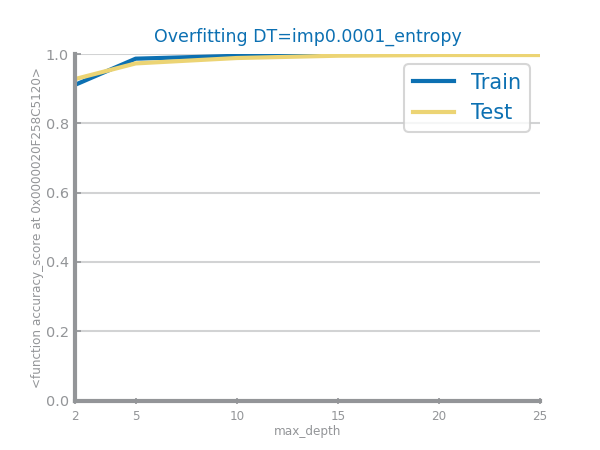 Overfitting DT=imp0.0001_entropy
<function accuracy_score at 0x0000020F258C5120>
1.0
0.8
0.6
0.4
0.2
0.0
Train
Test
2 5 10 15 20 25
max_depth